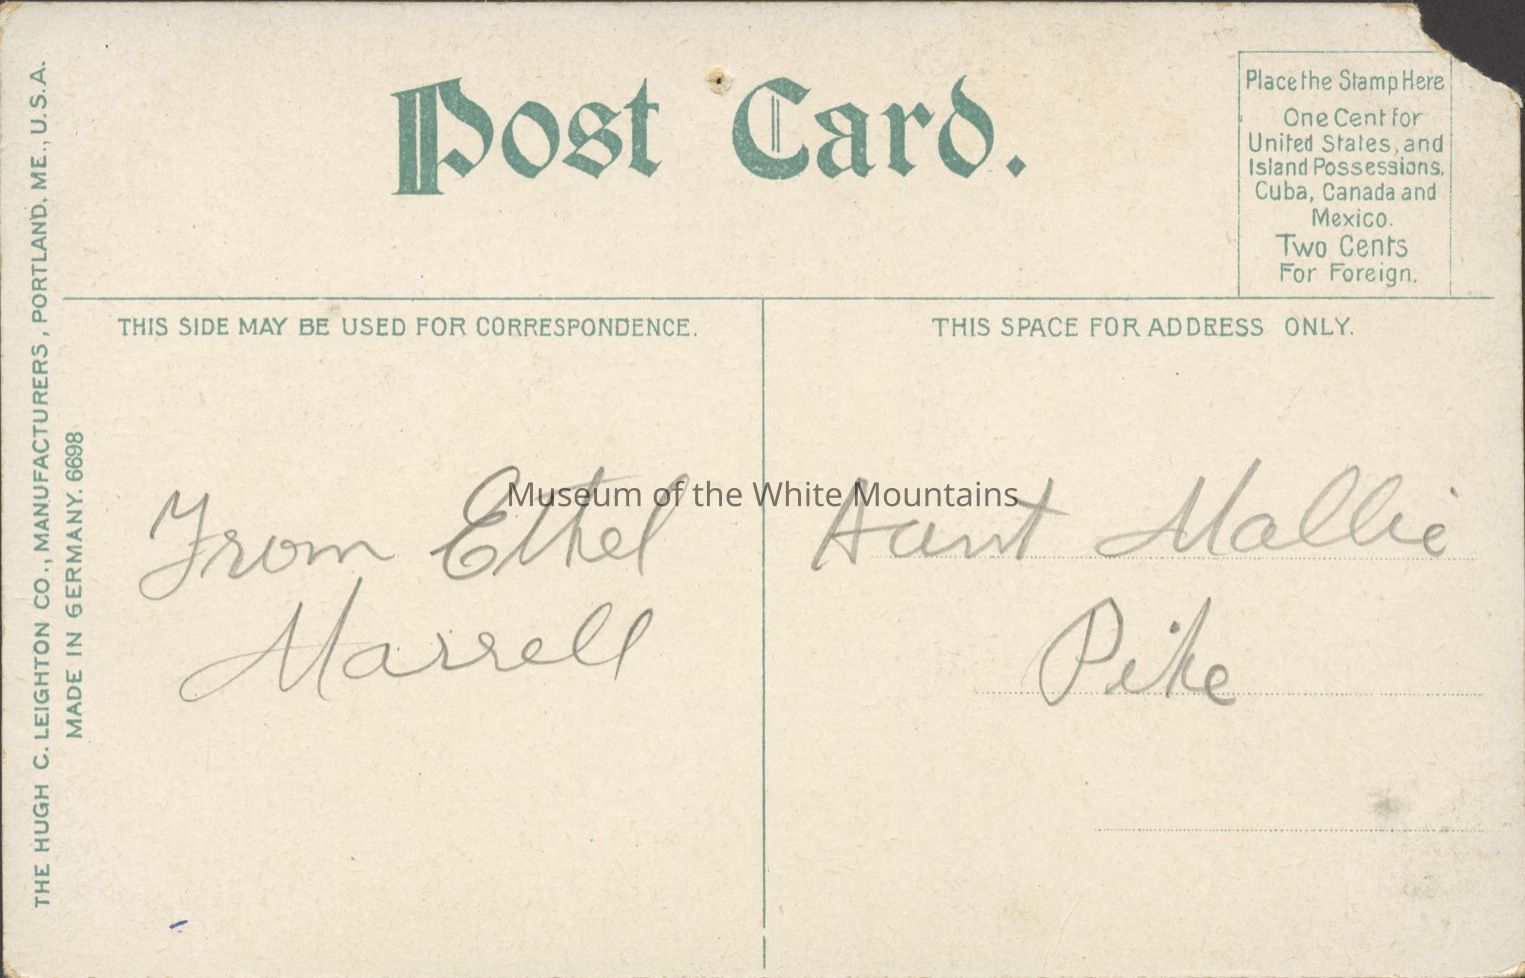 Post Card.
Place the Stamp Here
One Cent for
United States, and
Island Possessions,
Cuba, Canada and
Mexico.
Two Cents
For Foreign.
THE HUGH C. LEIGHTON CO., MANUFACTURERS, PORTLAND, ME., U.S.A.
MADE IN GERMANY. 6698
THIS SIDE MAY BE USED FOR CORRESPONDENCE.
From Ethel
Marrell
THIS SPACE FOR ADDRESS ONLY.
Aunt Mallie
Pike
Museum of the White Mountains